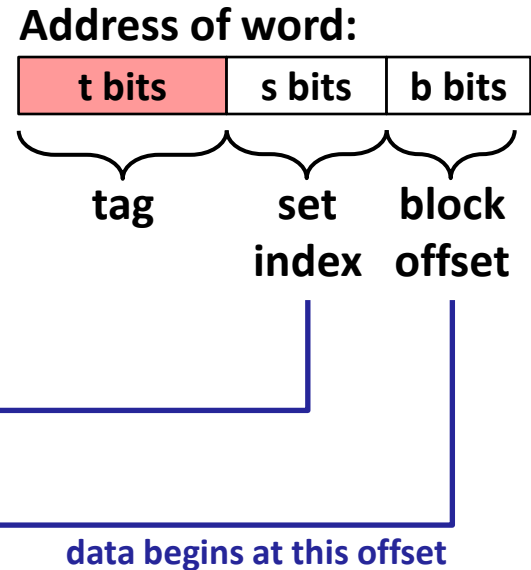 Address of word:
t bits s bits b bits
tag set block
index offset
data begins at this offset